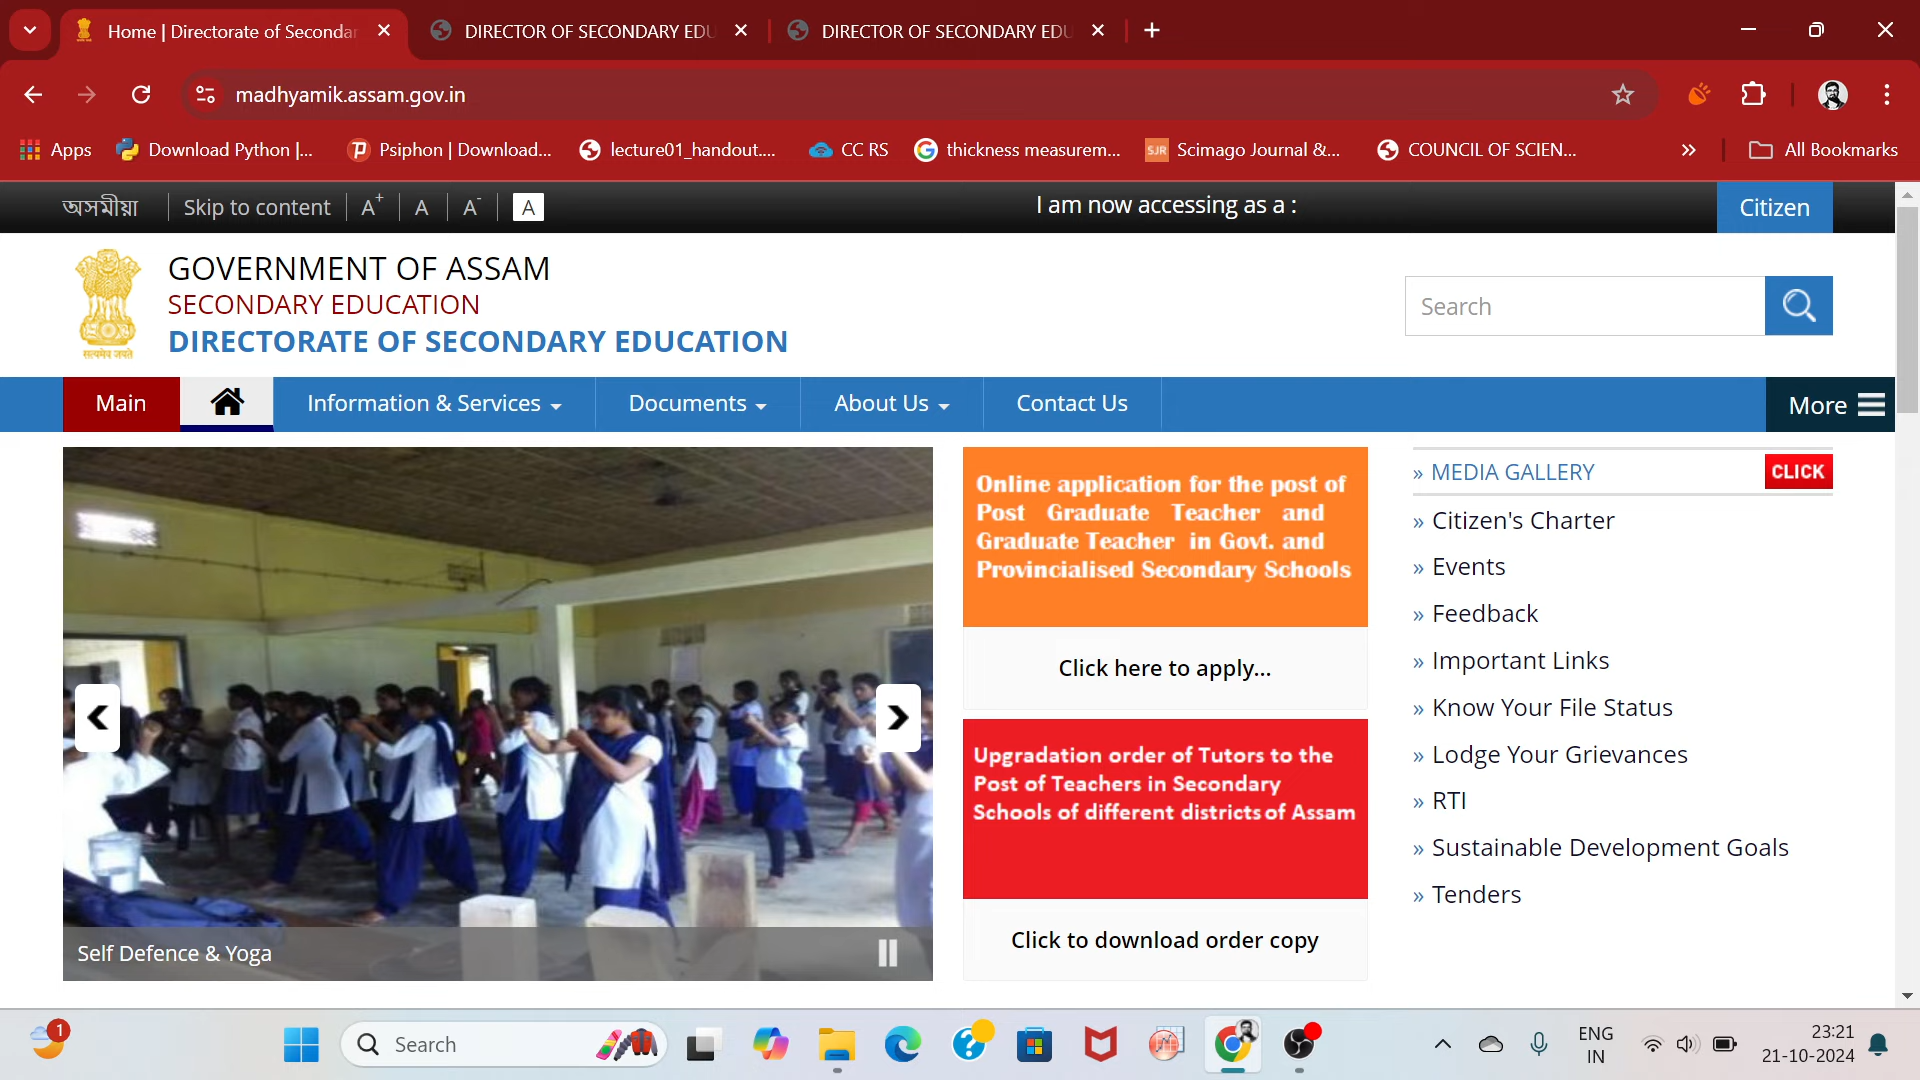 Home | Directorate of Secondar
DIRECTOR OF SECONDARY EDU
DIRECTOR OF SECONDARY EDU
madhyamik.assam.gov.in
Apps
Download Python |...
Psiphon | Download...
lecture01_handout....
CC RS
thickness measurem...
SJR
Scimago Journal &...
COUNCIL OF SCIEN...
»
All Bookmarks
অসমীয়া
Skip to content
A+
A
A-
A
I am now accessing as a :
Citizen
GOVERNMENT OF ASSAM
SECONDARY EDUCATION
DIRECTORATE OF SECONDARY EDUCATION
सत्यमेव जयते
Search
Main
Information & Services
Documents
About Us
Contact Us
More
Online application for the post of
Post Graduate Teacher and
Graduate Teacher in Govt. and
Provincialised Secondary Schools
Click here to apply...
Upgradation order of Tutors to the
Post of Teachers in Secondary
Schools of different districts of Assam
Click to download order copy
Self Defence & Yoga
» MEDIA GALLERY
CLICK
» Citizen's Charter
» Events
» Feedback
» Important Links
» Know Your File Status
» Lodge Your Grievances
» RTI
» Sustainable Development Goals
» Tenders
1
Search
ENG
IN
23:21
21-10-2024